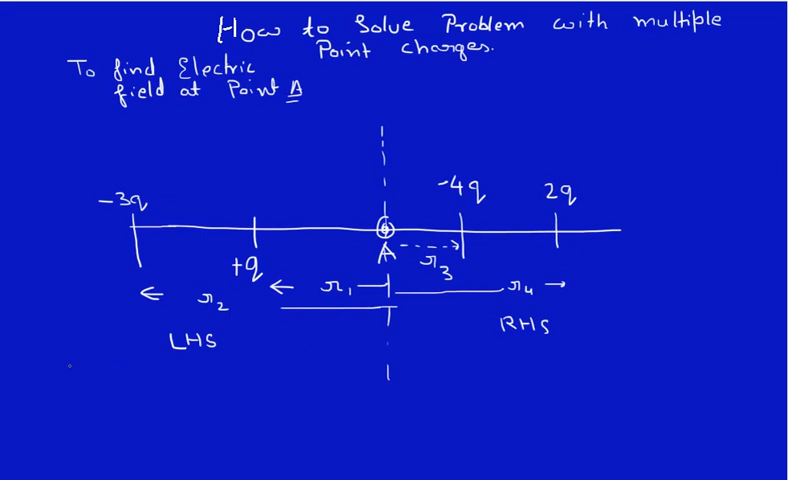 How to Solve Problem with multiple
Point charges.
To find Electric
field at Point A
-3q
-4q
2q
+q
A
r3
r2
r1
r4
LHS
RHS